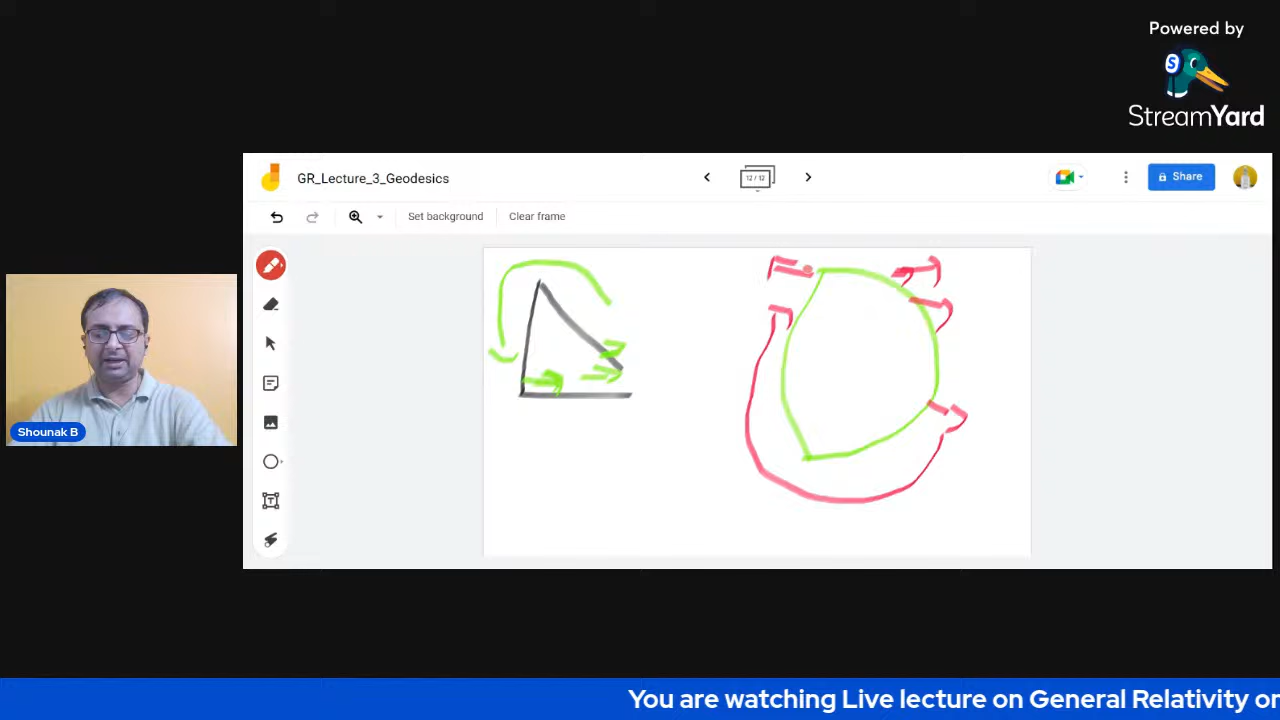 Powered by
S
StreamYard
GR_Lecture_3_Geodesics
12 / 12
Share
Set background
Clear frame
T
Shounak B
You are watching Live lecture on General Relativity on